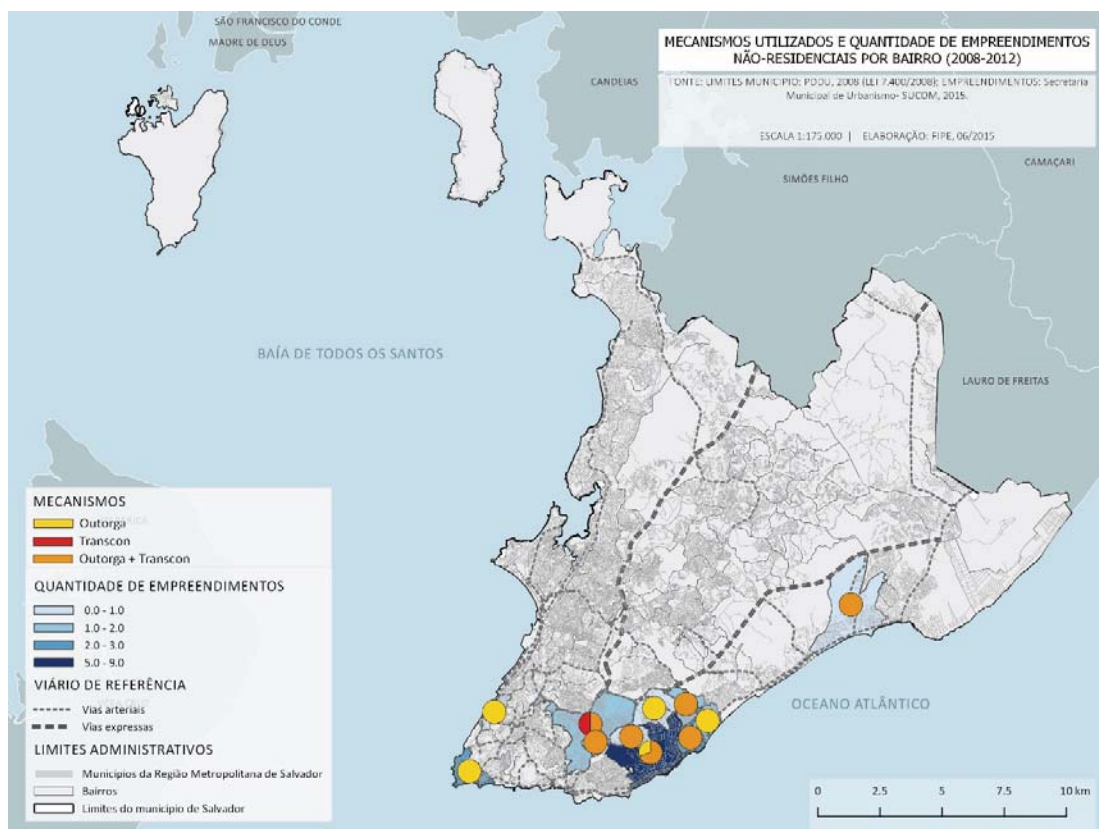 SÃO FRANCISCO DO CONDE
MADRE DE DEUS
CANDEIAS
MECANISMOS UTILIZADOS E QUANTIDADE DE EMPREENDIMENTOS
NÃO-RESIDENCIAIS POR BAIRRO (2008-2012)
FONTE: LIMITES MUNICIPIO: PDDU, 2008 (LEI 7.400/2008); EMPREENDIMENTOS: Secretaria
Municipal de Urbanismo- SUCOM, 2015.
ESCALA 1:175.000 | ELABORAÇÃO: FIPE, 06/2015
CAMAÇARI
SIMÕES FILHO
BAÍA DE TODOS OS SANTOS
LAURO DE FREITAS
OCEANO ATLÂNTICO
MECANISMOS
Outorga
Transcon
Outorga + Transcon
QUANTIDADE DE EMPREENDIMENTOS
0.0 - 1.0
1.0 - 2.0
2.0 - 3.0
5.0 - 9.0
VIÁRIO DE REFERÊNCIA
Vias arteriais
Vias expressas
LIMITES ADMINISTRATIVOS
Municípios da Região Metropolitana de Salvador
Bairros
Limites do município de Salvador
0 2.5 5 7.5 10 km